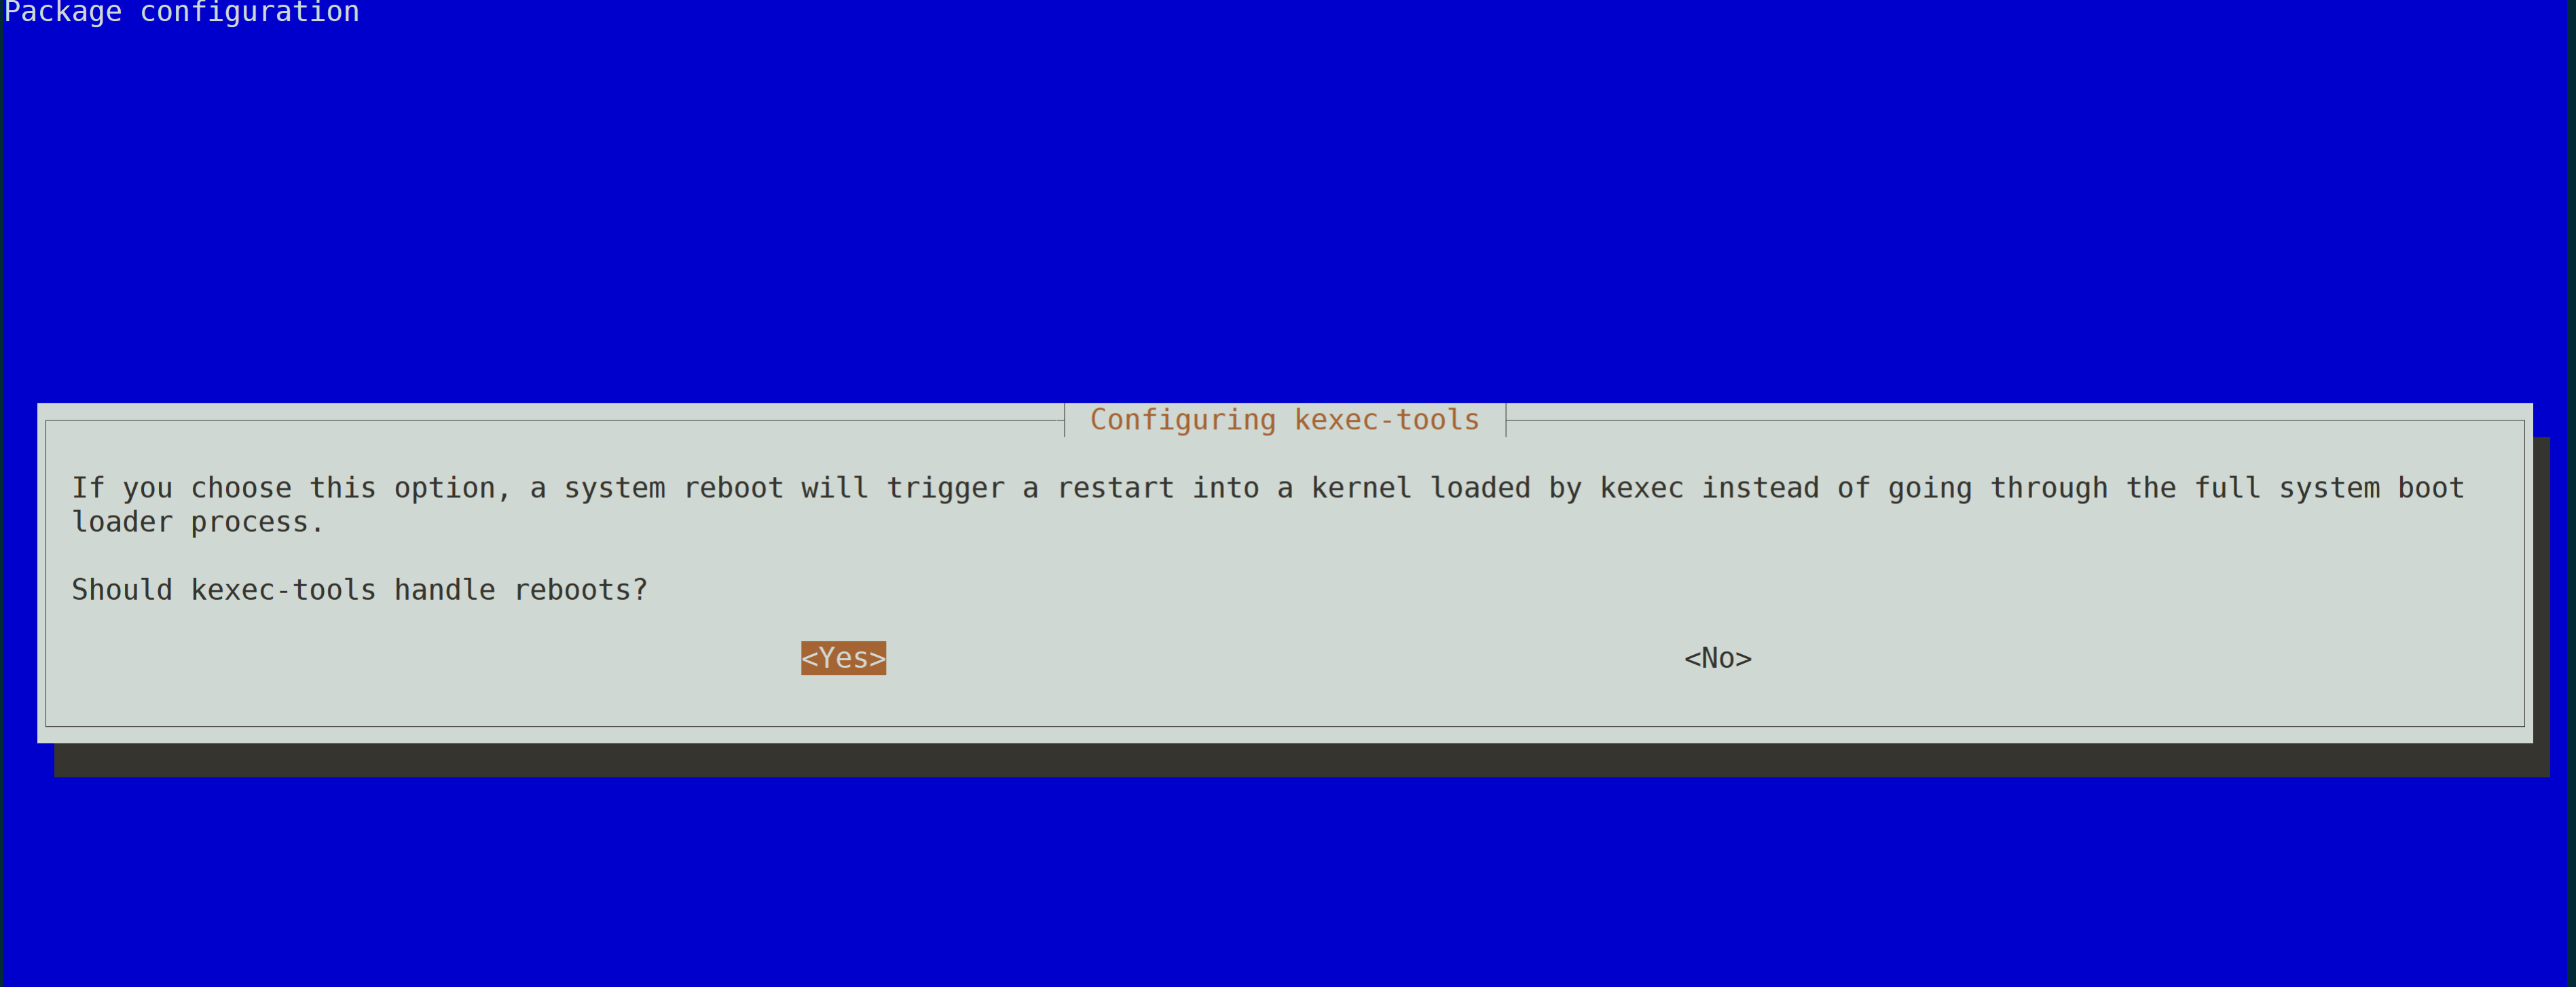 Package configuration
Configuring kexec-tools
If you choose this option, a system reboot will trigger a restart into a kernel loaded by kexec instead of going through the full system boot
loader process.
Should kexec-tools handle reboots?
<Yes> <No>